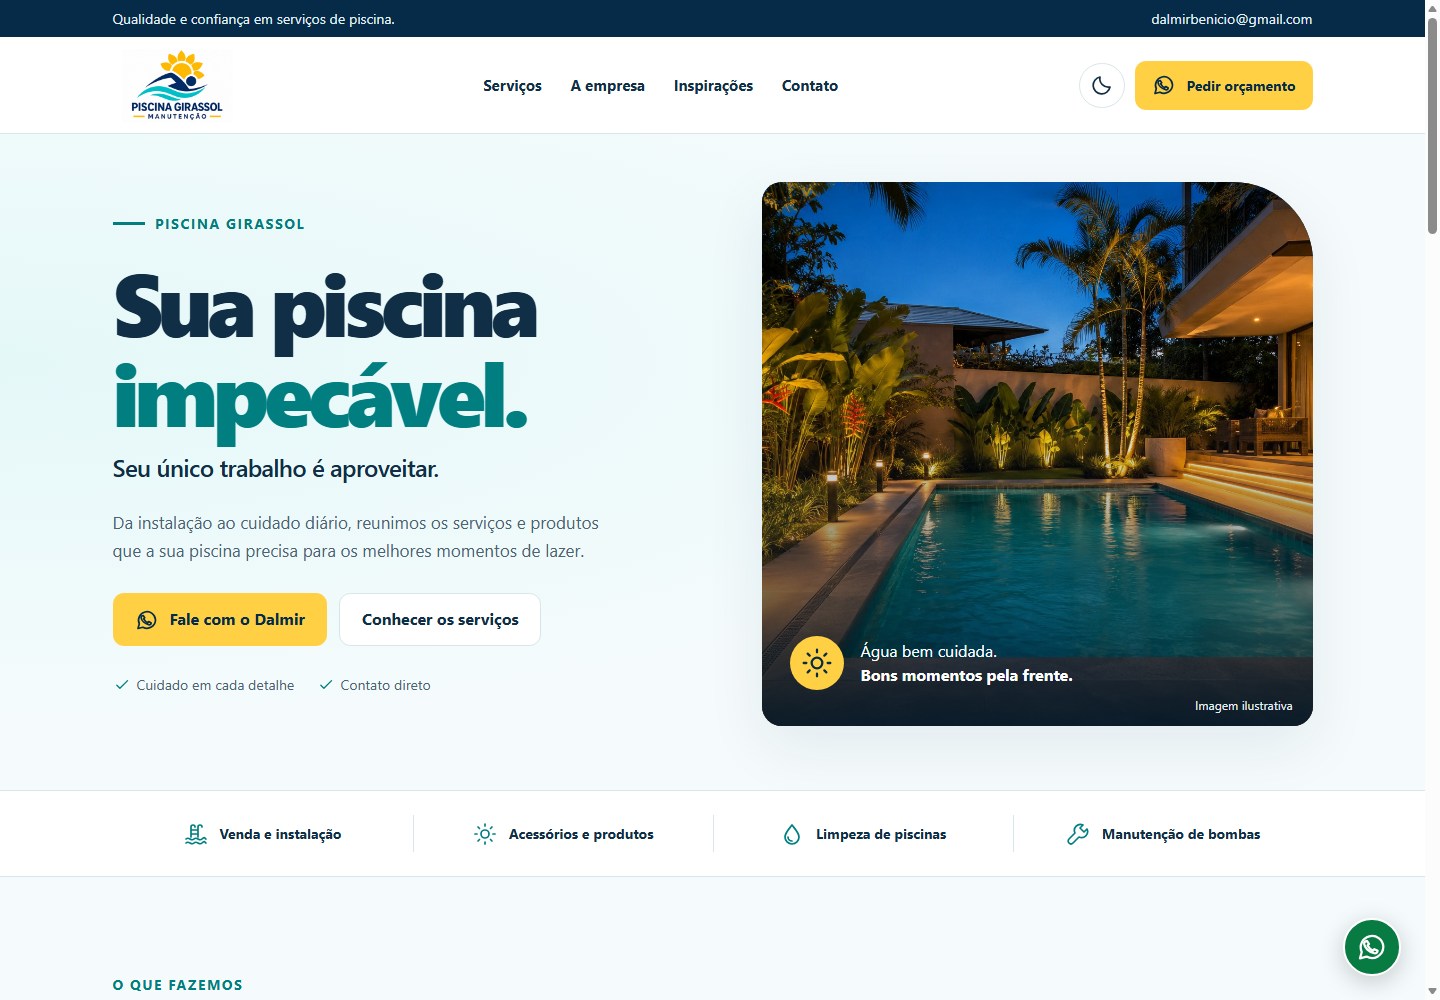 Qualidade e confiança em serviços de piscina.
dalmirbenicio@gmail.com
PISCINA GIRASSOL
MANUTENÇÃO
Serviços
A empresa
Inspirações
Contato
Pedir orçamento
PISCINA GIRASSOL
Sua piscina
impecável.
Seu único trabalho é aproveitar.
Da instalação ao cuidado diário, reunimos os serviços e produtos
que a sua piscina precisa para os melhores momentos de lazer.
Fale com o Dalmir
Conhecer os serviços
Cuidado em cada detalhe
Contato direto
Água bem cuidada.
Bons momentos pela frente.
Imagem ilustrativa
Venda e instalação
Acessórios e produtos
Limpeza de piscinas
Manutenção de bombas
O QUE FAZEMOS